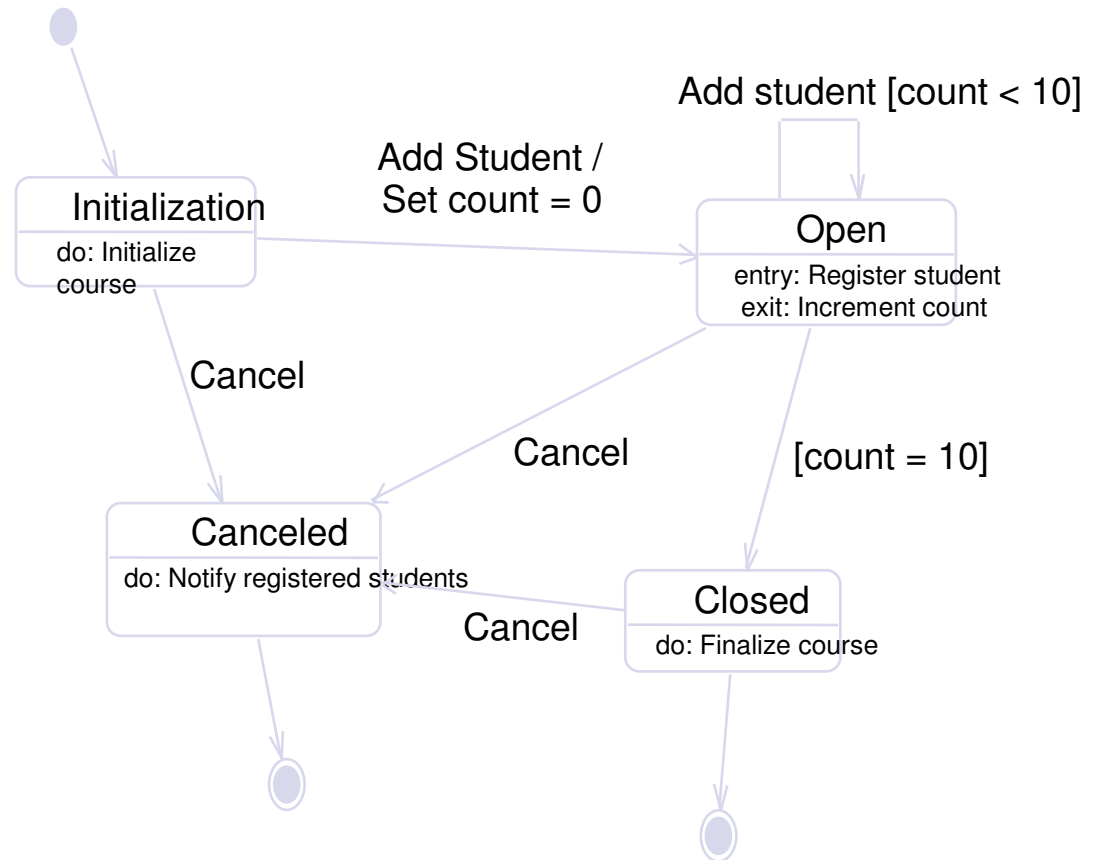 Add student [count < 10]
Add Student /
Set count = 0
Initialization
do: Initialize
course
Open
entry: Register student
exit: Increment count
Cancel
Cancel
[count = 10]
Canceled
do: Notify registered students
Closed
do: Finalize course
Cancel